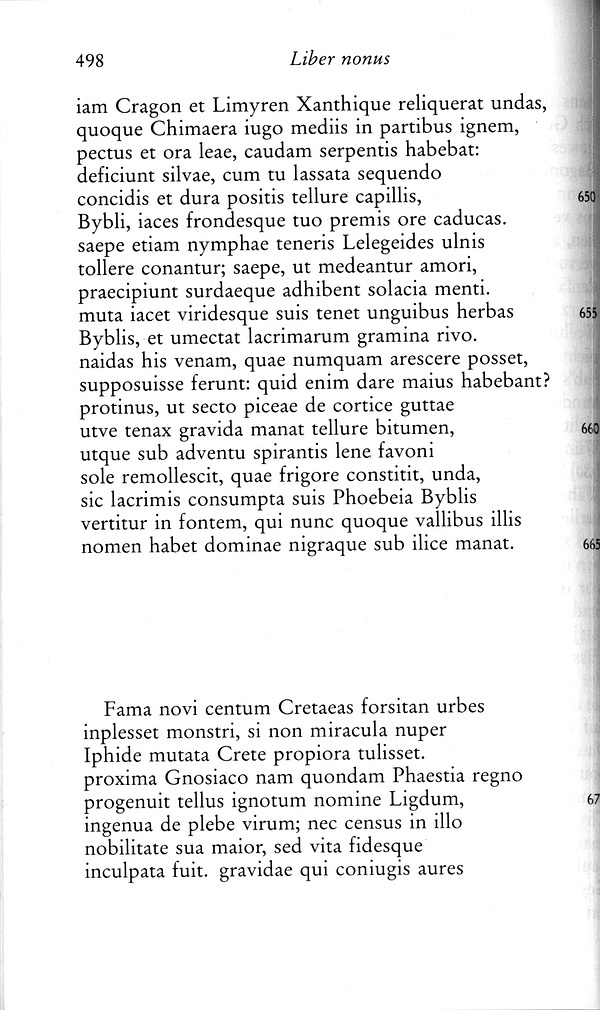 498 Liber nonus
iam Cragon et Limyren Xanthique reliquerat undas,
quoque Chimaera iugo mediis in partibus ignem,
pectus et ora leae, caudam serpentis habebat:
deficiunt silvae, cum tu lassata sequendo
concidis et dura positis tellure capillis, 650
Bybli, iaces frondesque tuo premis ore caducas.
saepe etiam nymphae teneris Lelegeides ulnis
tollere conantur; saepe, ut medeantur amori,
praecipiunt surdaeque adhibent solacia menti.
muta iacet viridesque suis tenet unguibus herbas 655
Byblis, et umectat lacrimarum gramina rivo.
naidas his venam, quae numquam arescere posset,
supposuisse ferunt: quid enim dare maius habebant?
protinus, ut secto piceae de cortice guttae
utve tenax gravida manat tellure bitumen, 660
utque sub adventu spirantis lene favoni
sole remollescit, quae frigore constitit, unda,
sic lacrimis consumpta suis Phoebeia Byblis
vertitur in fontem, qui nunc quoque vallibus illis
nomen habet dominae nigraque sub ilice manat. 665
Fama novi centum Cretaeas forsitan urbes
inplesset monstri, si non miracula nuper
Iphide mutata Crete propiora tulisset.
proxima Gnosiaco nam quondam Phaestia regno
progenuit tellus ignotum nomine Ligdum, 67
ingenua de plebe virum; nec census in illo
nobilitate sua maior, sed vita fidesque
inculpata fuit. gravidae qui coniugis aures